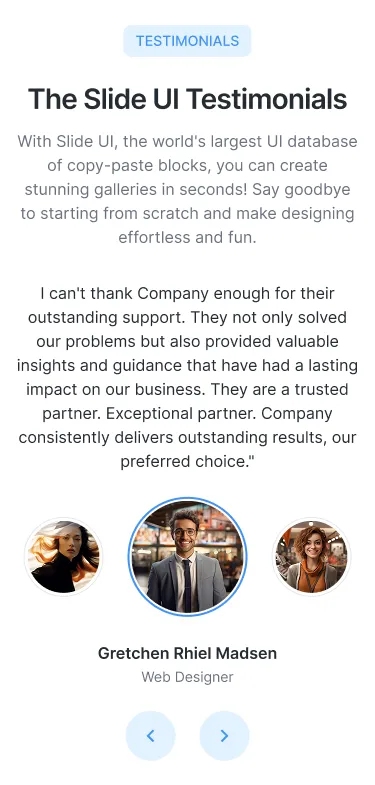 TESTIMONIALS
The Slide UI Testimonials
With Slide UI, the world's largest UI database
of copy-paste blocks, you can create
stunning galleries in seconds! Say goodbye
to starting from scratch and make designing
effortless and fun.
I can't thank Company enough for their
outstanding support. They not only solved
our problems but also provided valuable
insights and guidance that have had a lasting
impact on our business. They are a trusted
partner. Exceptional partner. Company
consistently delivers outstanding results, our
preferred choice."
Gretchen Rhiel Madsen
Web Designer